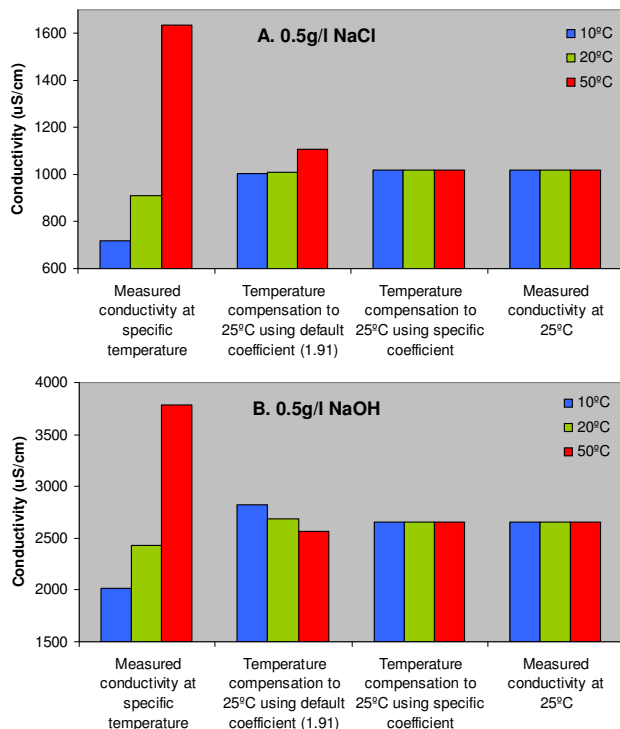 A. 0.5g/l NaCl
10ºC
20ºC
50ºC
Conductivity (uS/cm)
1600
1400
1200
1000
800
600
Measured
conductivity at
specific
temperature
Temperature
compensation to
25ºC using default
coefficient (1.91)
Temperature
compensation to
25ºC using specific
coefficient
Measured
conductivity at
25ºC
B. 0.5g/l NaOH
10ºC
20ºC
50ºC
Conductivity (uS/cm)
4000
3500
3000
2500
2000
1500
Measured
conductivity at
specific
temperature
Temperature
compensation to
25ºC using default
coefficient (1.91)
Temperature
compensation to
25ºC using specific
coefficient
Measured
conductivity at
25ºC